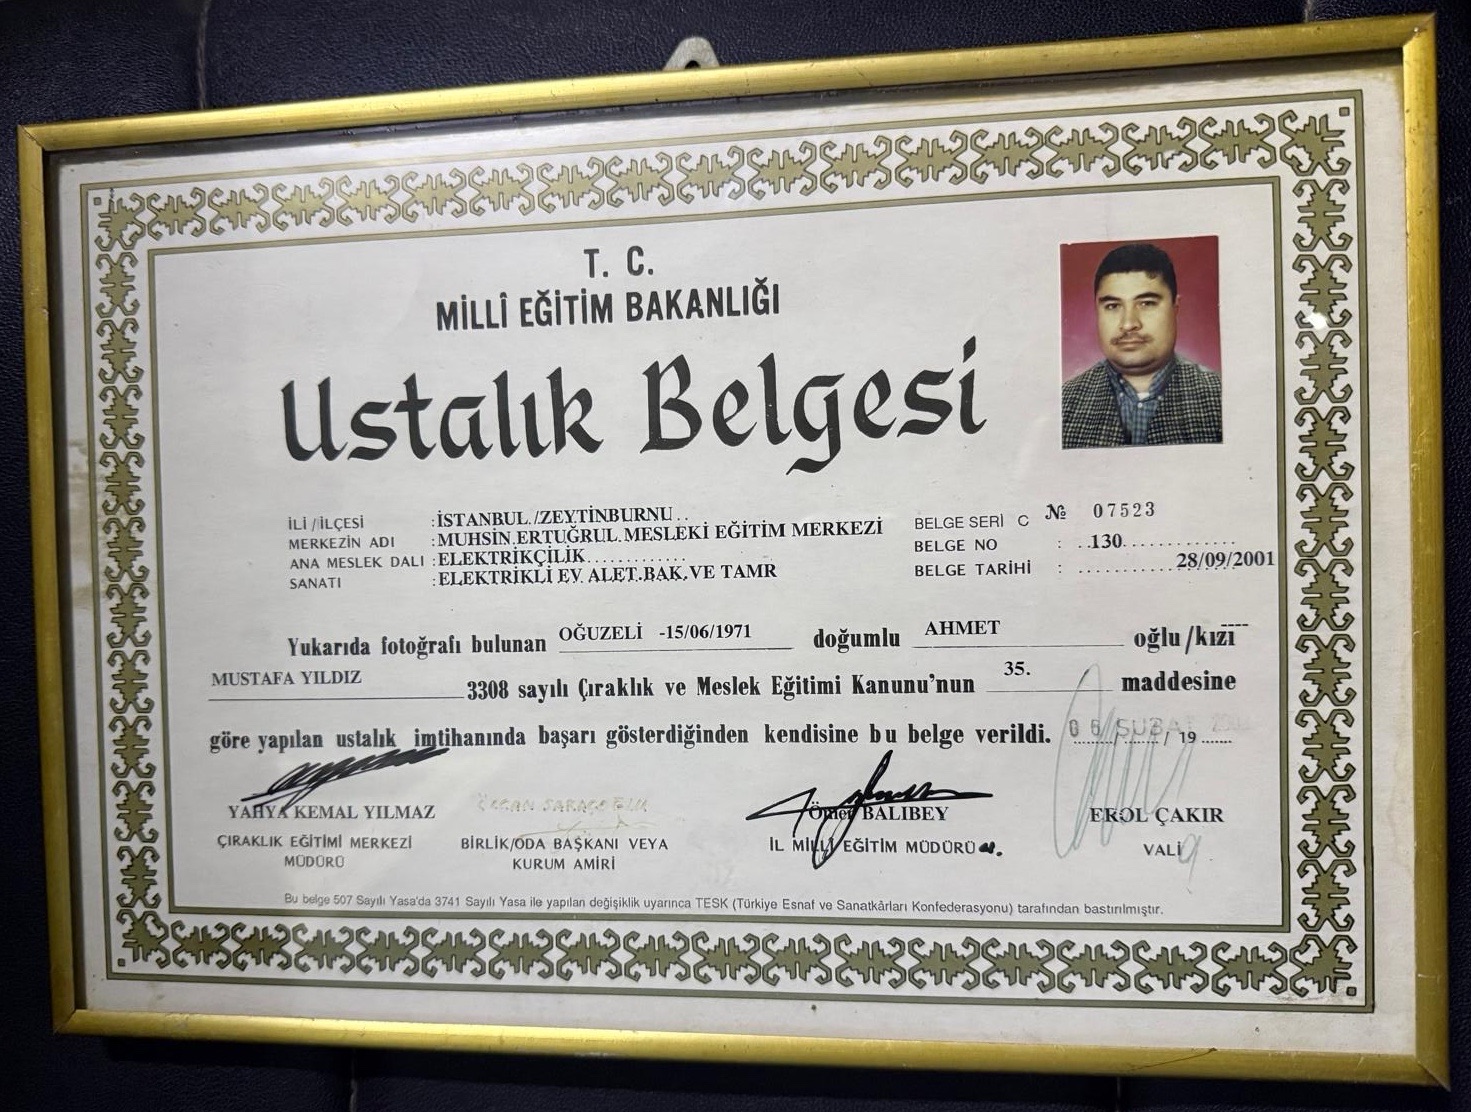 T. C.
MİLLÎ EĞİTİM BAKANLIĞI
Ustalık Belgesi
İLİ / İLÇESİ :İSTANBUL./ZEYTİNBURNU..
MERKEZİN ADI :MUHSİN.ERTUĞRUL.MESLEKİ EĞİTİM MERKEZİ
ANA MESLEK DALI :ELEKTRİKÇİLİK..........
SANATI :ELEKTRİKLİ EV. ALET.BAK.VE TAMR
BELGE SERİ C № 07523
BELGE NO : ..130..............
BELGE TARİHİ : .............28/09/2001
Yukarıda fotoğrafı bulunan OĞUZELİ -15/06/1971 doğumlu AHMET oğlu/kızı
MUSTAFA YILDIZ 3308 sayılı Çıraklık ve Meslek Eğitimi Kanunu'nun 35. maddesine
göre yapılan ustalık imtihanında başarı gösterdiğinden kendisine bu belge verildi. 06 ŞUBAT / 19
YAHYA KEMAL YILMAZ
ÇIRAKLIK EĞİTİMİ MERKEZİ
MÜDÜRÜ
BİRLİK/ODA BAŞKANI VEYA
KURUM AMİRİ
Ömer BALIBEY
İL MİLLİ EĞİTİM MÜDÜRÜ
EROL ÇAKIR
VALİ
Bu belge 507 Sayılı Yasa'da 3741 Sayılı Yasa ile yapılan değişiklik uyarınca TESK (Türkiye Esnaf ve Sanatkârları Konfederasyonu) tarafından bastırılmıştır.